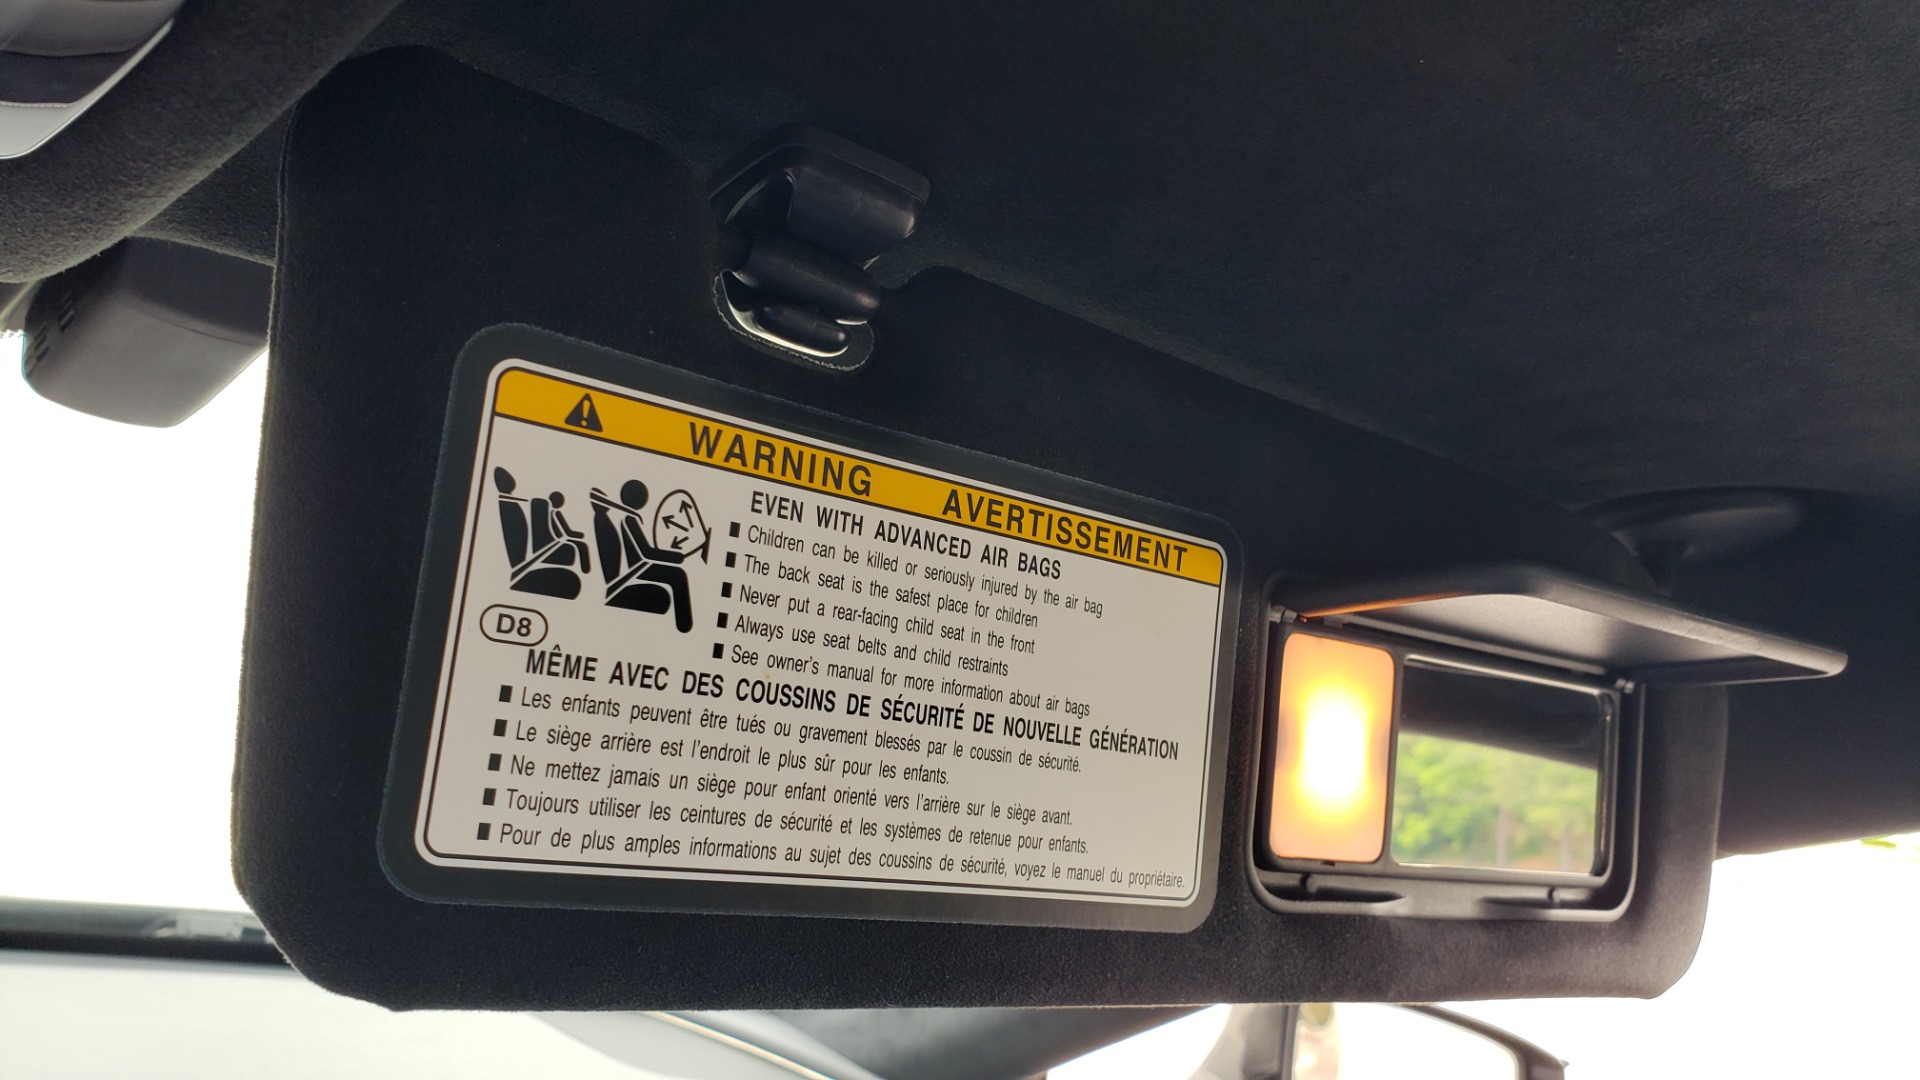 WARNING AVERTISSEMENT
EVEN WITH ADVANCED AIR BAGS
■ Children can be killed or seriously injured by the air bag
■ The back seat is the safest place for children
■ Never put a rear-facing child seat in the front
■ Always use seat belts and child restraints
■ See owner's manual for more information about air bags
D8
MÊME AVEC DES COUSSINS DE SÉCURITÉ DE NOUVELLE GÉNÉRATION
■ Les enfants peuvent être tués ou gravement blessés par le coussin de sécurité.
■ Le siège arrière est l'endroit le plus sûr pour les enfants.
■ Ne mettez jamais un siège pour enfant orienté vers l'arrière sur le siège avant.
■ Toujours utiliser les ceintures de sécurité et les systèmes de retenue pour enfants.
■ Pour de plus amples informations au sujet des coussins de sécurité, voyez le manuel du propriétaire.